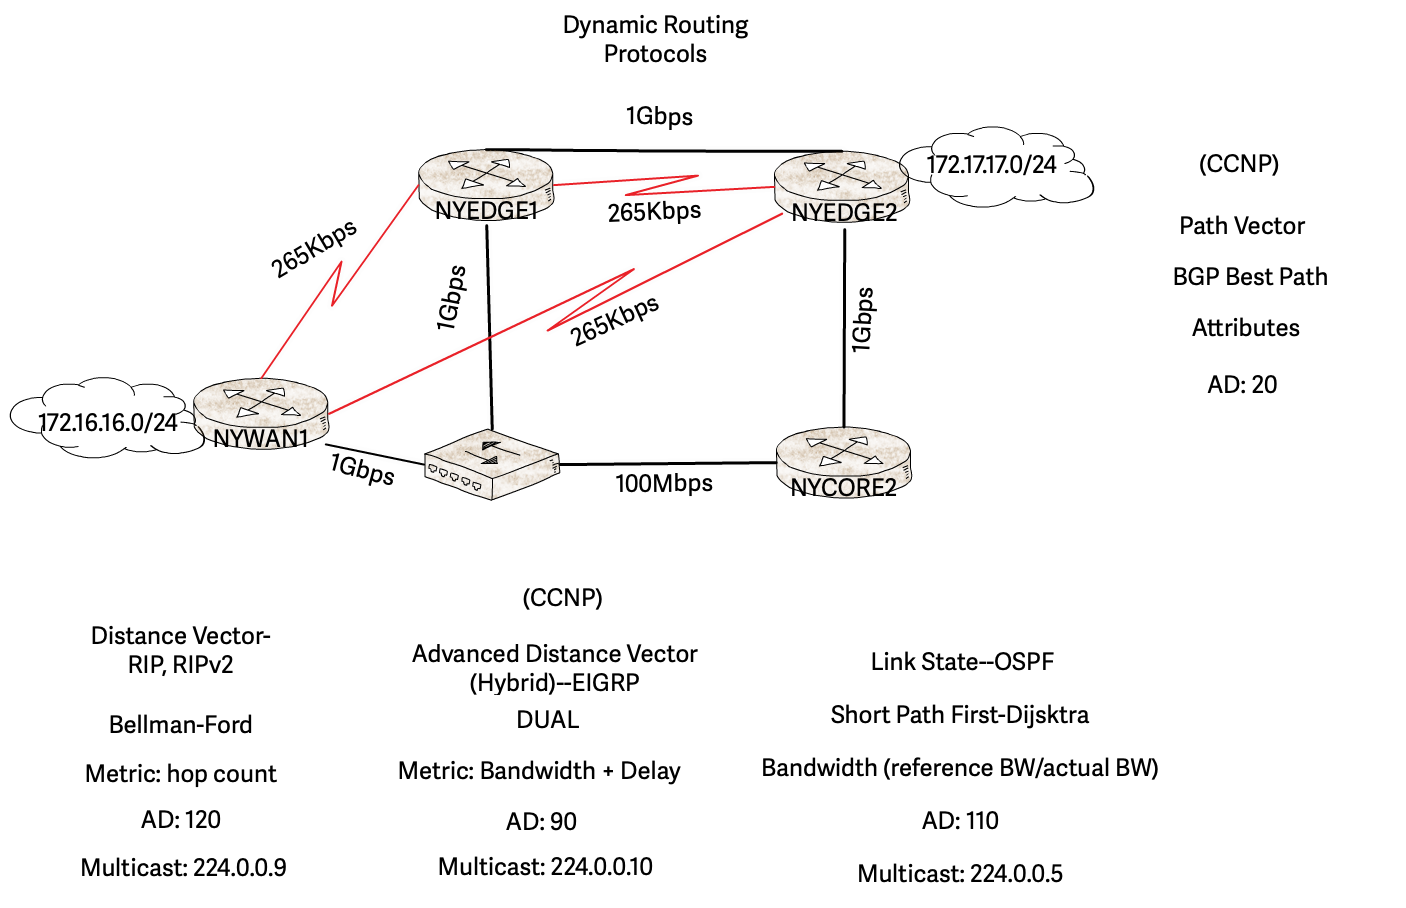 Dynamic Routing
Protocols
1Gbps
172.17.17.0/24
(CCNP)
NYEDGE1
265Kbps
NYEDGE2
Path Vector
265Kbps
1Gbps
265Kbps
1Gbps
BGP Best Path
Attributes
AD: 20
172.16.16.0/24
NYWAN1
1Gbps
100Mbps
NYCORE2
Distance Vector-
RIP, RIPv2
Bellman-Ford
Metric: hop count
AD: 120
Multicast: 224.0.0.9
(CCNP)
Advanced Distance Vector
(Hybrid)--EIGRP
DUAL
Metric: Bandwidth + Delay
AD: 90
Multicast: 224.0.0.10
Link State--OSPF
Short Path First-Dijsktra
Bandwidth (reference BW/actual BW)
AD: 110
Multicast: 224.0.0.5